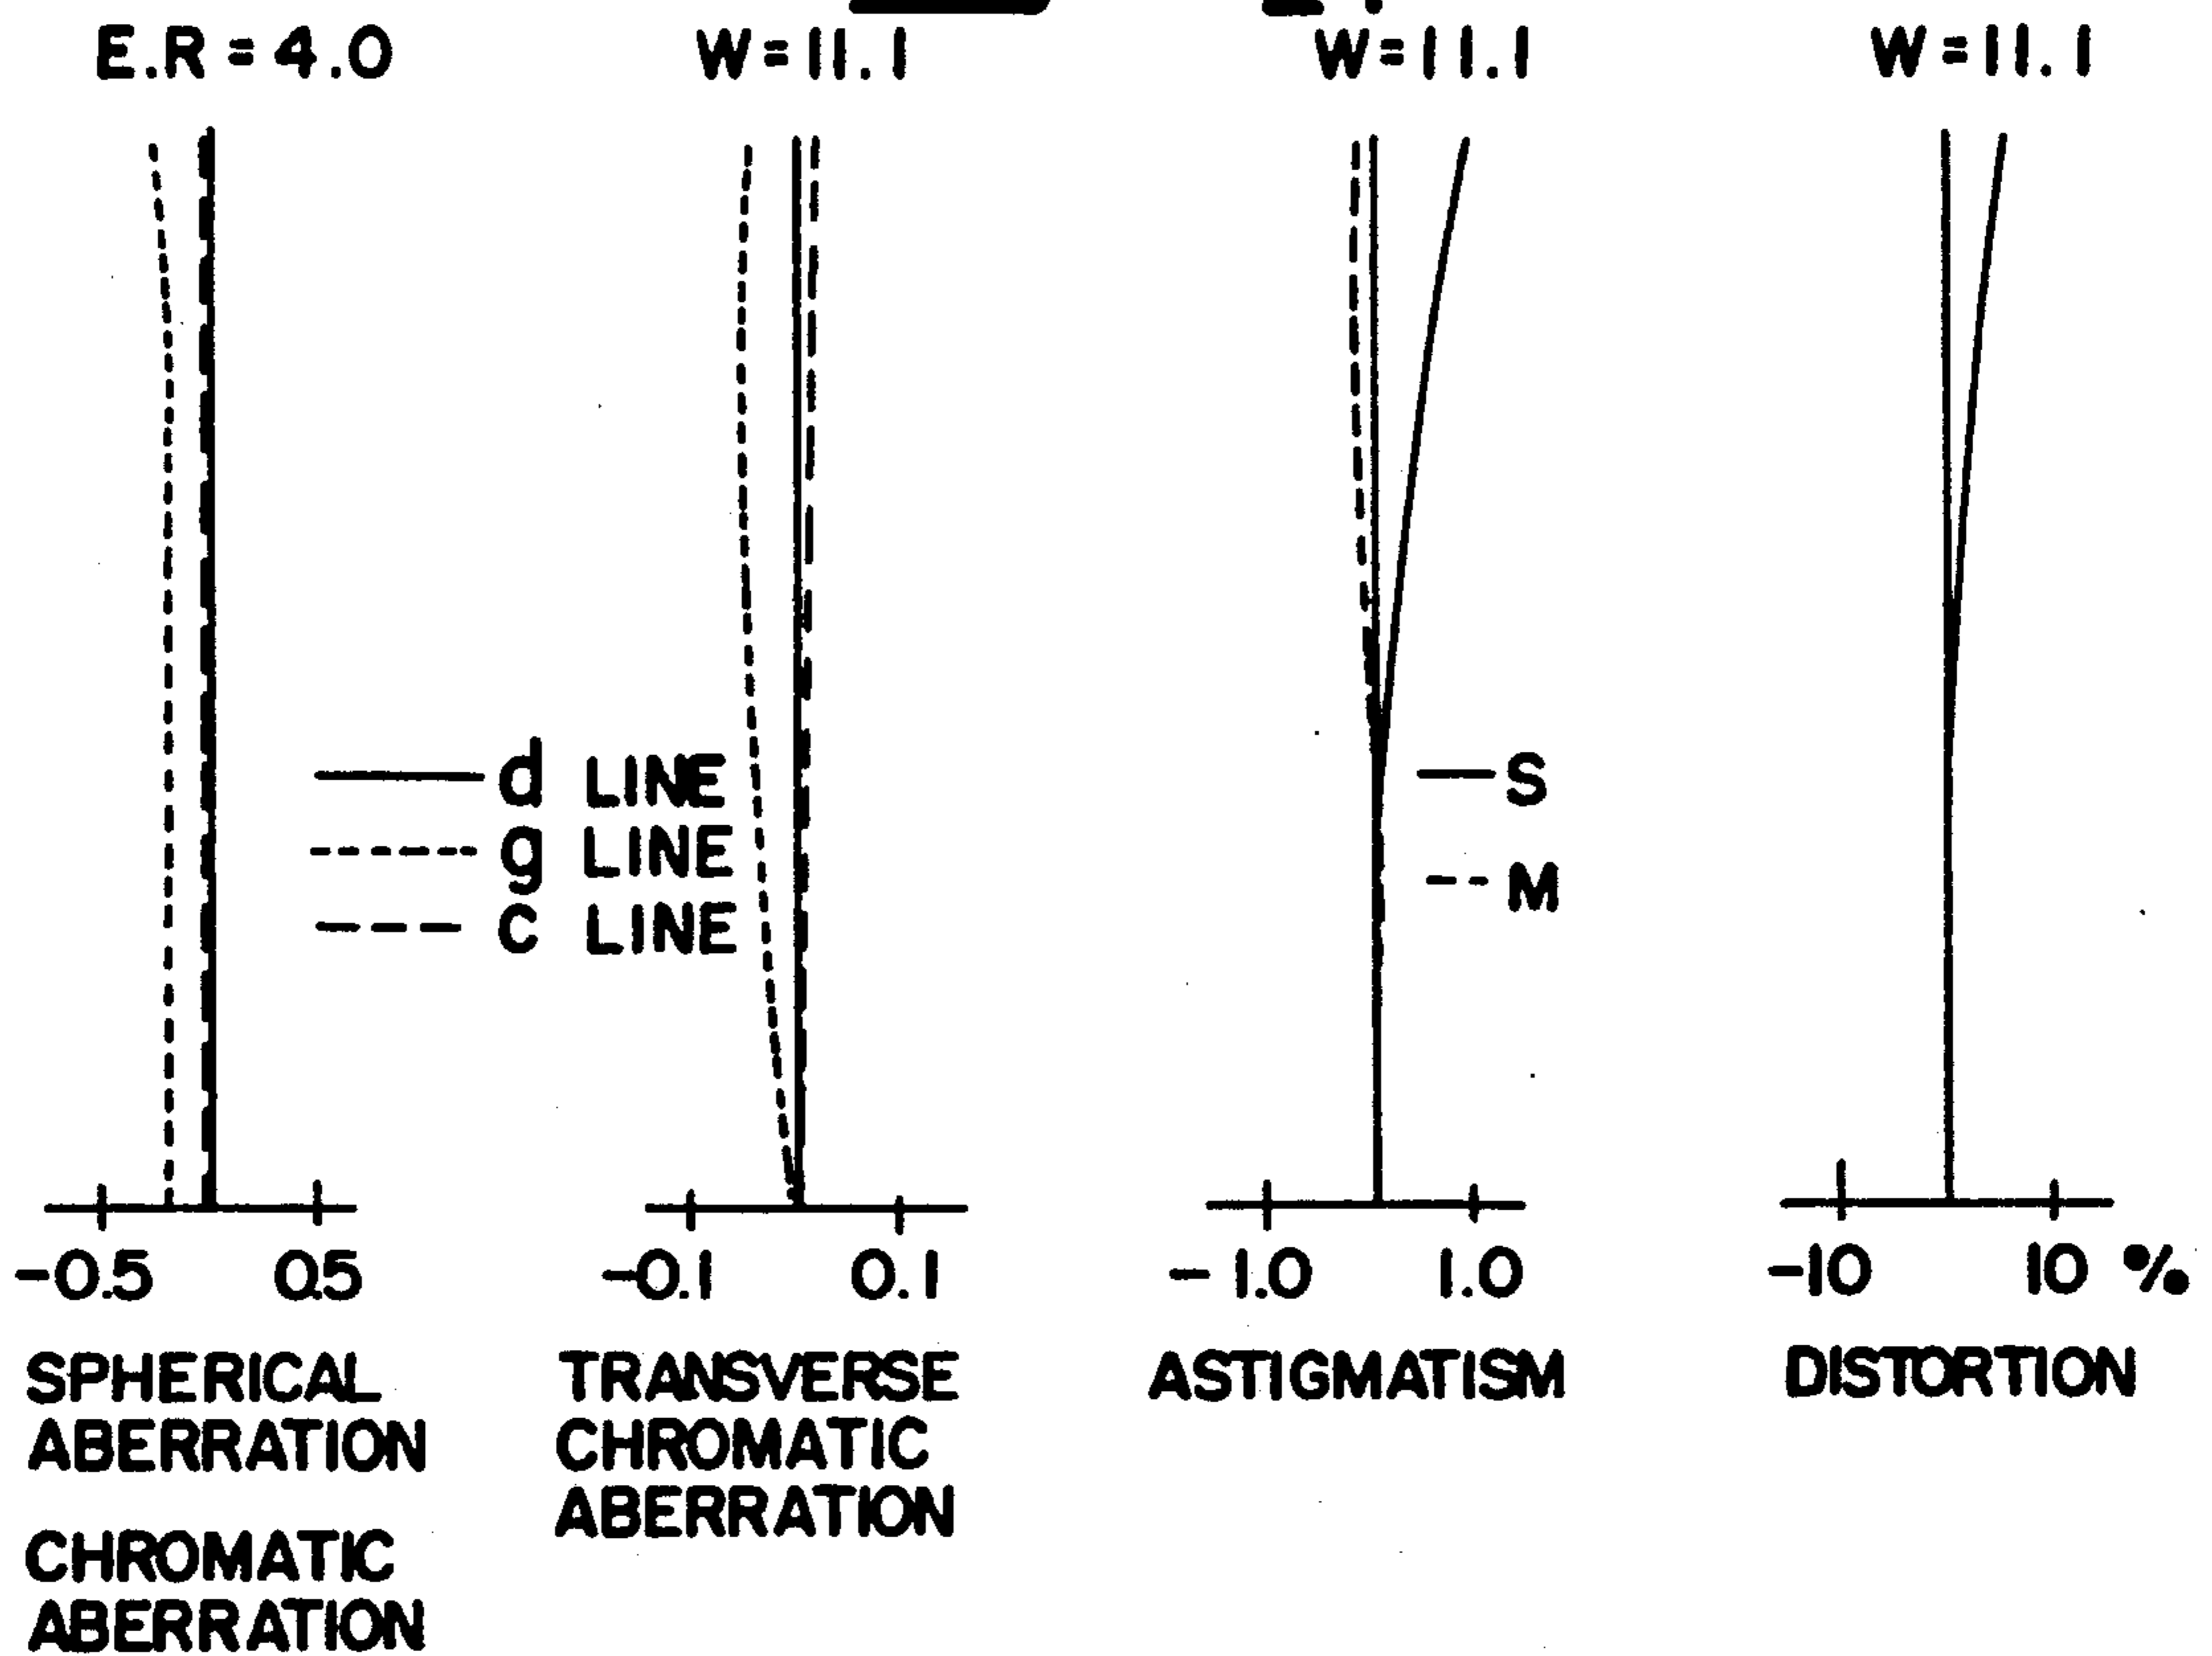 E.R=4.0
W=11.1
W=11.1
W=11.1
d LINE
g LINE
c LINE
S
M
-0.5 0.5
-0.1 0.1
-1.0 1.0
-10 10 %
SPHERICAL
ABERRATION
CHROMATIC
ABERRATION
TRANSVERSE
CHROMATIC
ABERRATION
ASTIGMATISM
DISTORTION